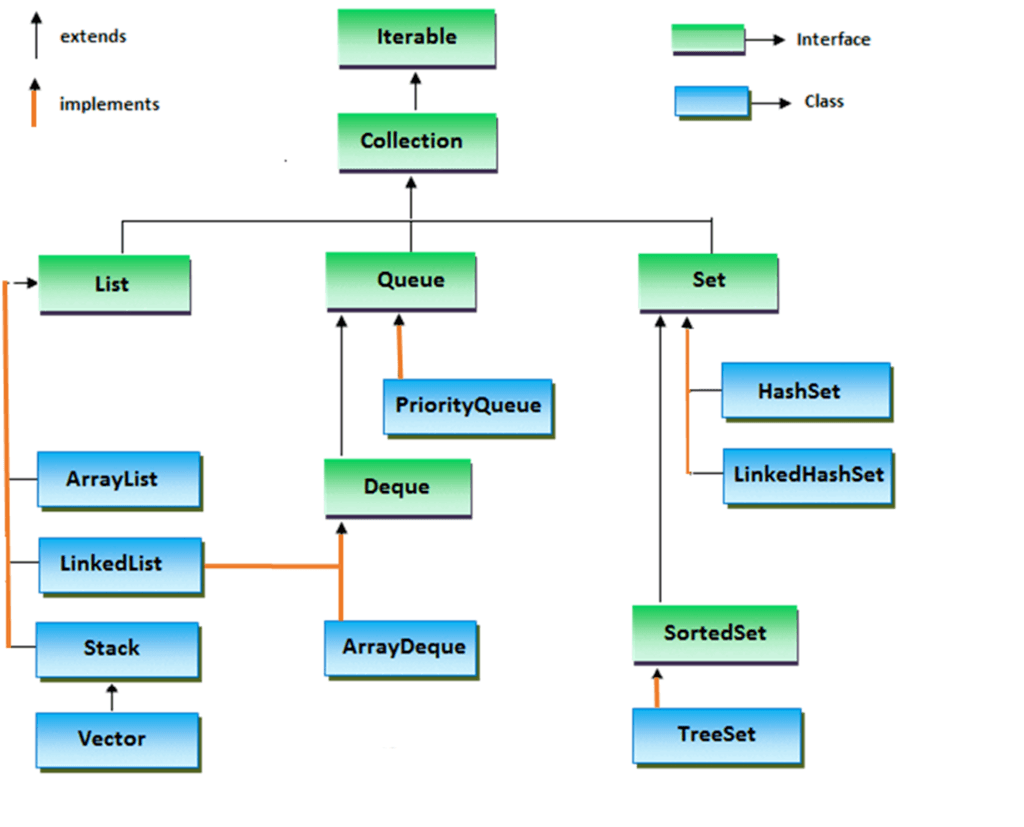 extends
implements
Iterable
Interface
Class
Collection
List
Queue
Set
PriorityQueue
HashSet
LinkedHashSet
ArrayList
Deque
LinkedList
Stack
ArrayDeque
SortedSet
Vector
TreeSet